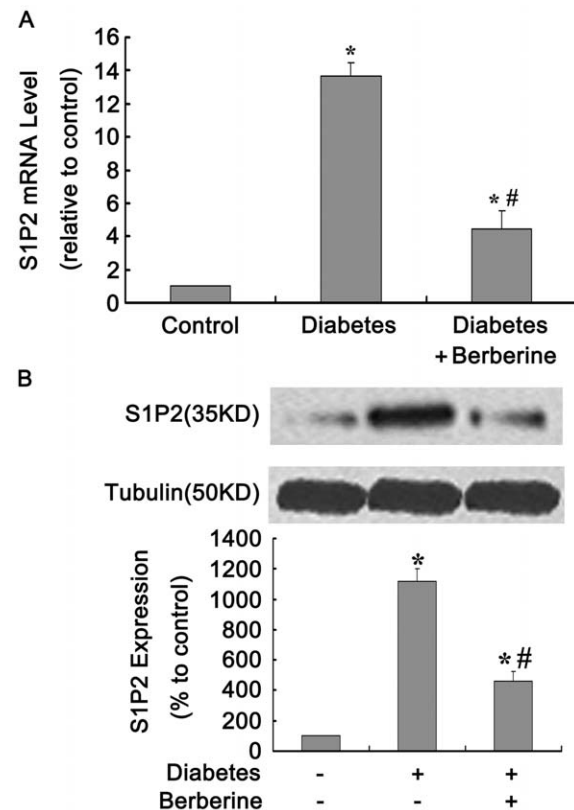 A
S1P2 mRNA Level
(relative to control)
16
14
12
10
8
6
4
2
0
*
* #
Control
Diabetes
Diabetes
+ Berberine
B
S1P2(35KD)
Tubulin(50KD)
S1P2 Expression
(% to control)
1400
1200
1000
800
600
400
200
0
*
* #
Diabetes - + +
Berberine - - +